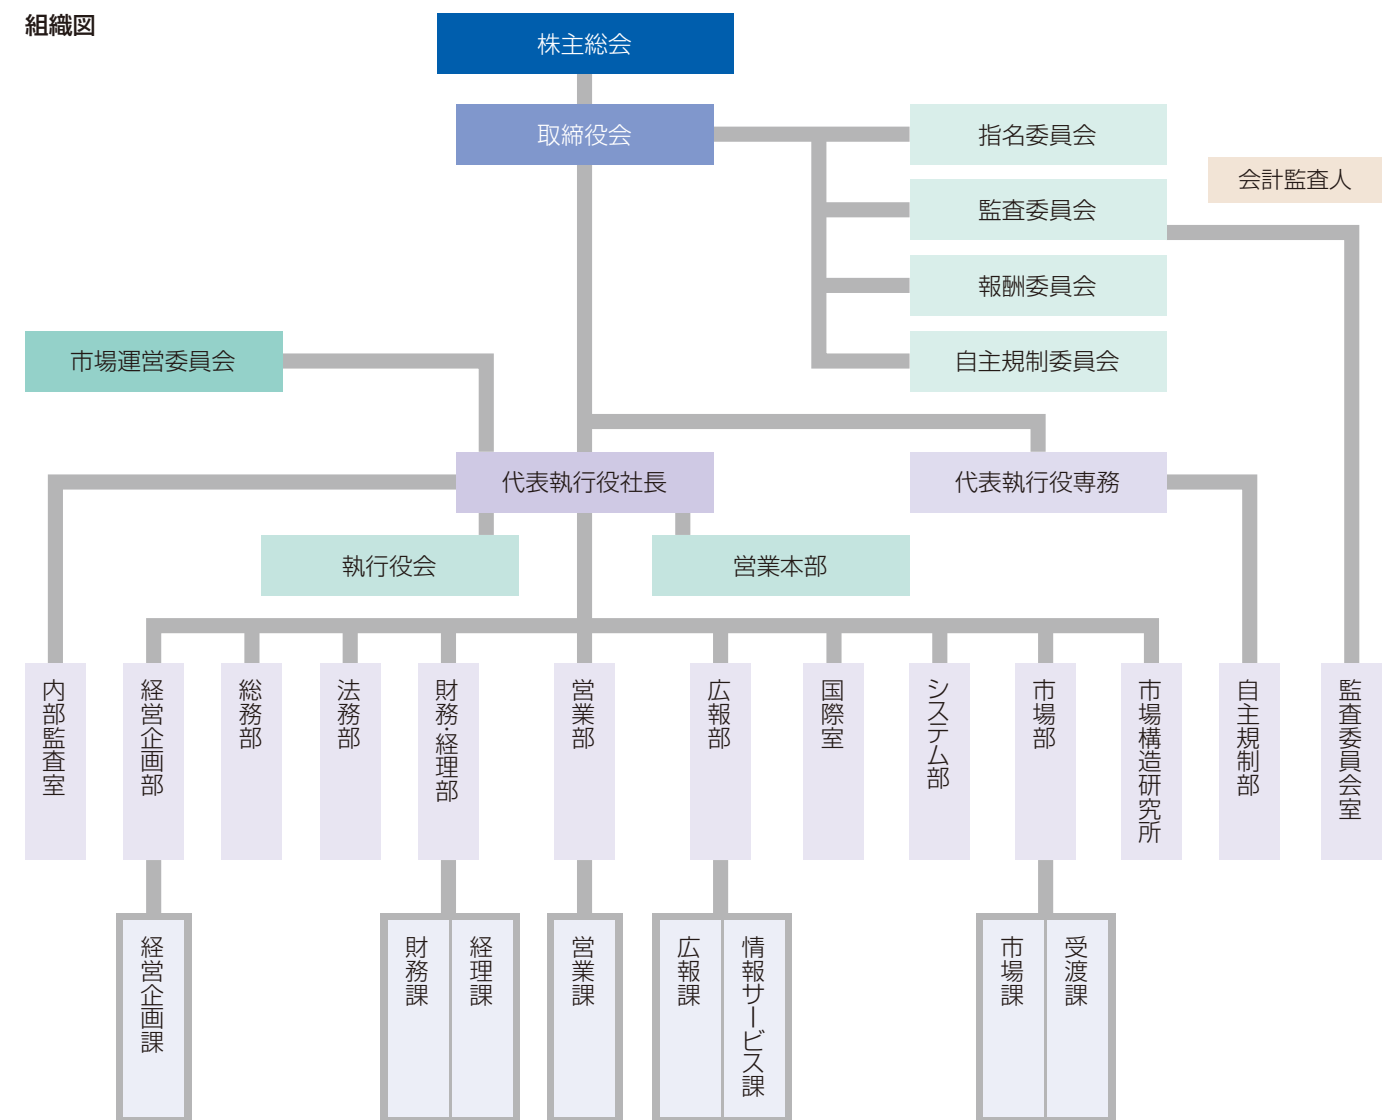 組織図
株主総会
取締役会
指名委員会
会計監査人
監査委員会
報酬委員会
市場運営委員会
自主規制委員会
代表執行役社長
代表執行役専務
執行役会
営業本部
内部監査室
経営企画部
総務部
法務部
財務・経理部
営業部
広報部
国際室
システム部
市場部
市場構造研究所
自主規制部
監査委員会室
経営企画課
財務課
経理課
営業課
広報課
情報サービス課
市場課
受渡課